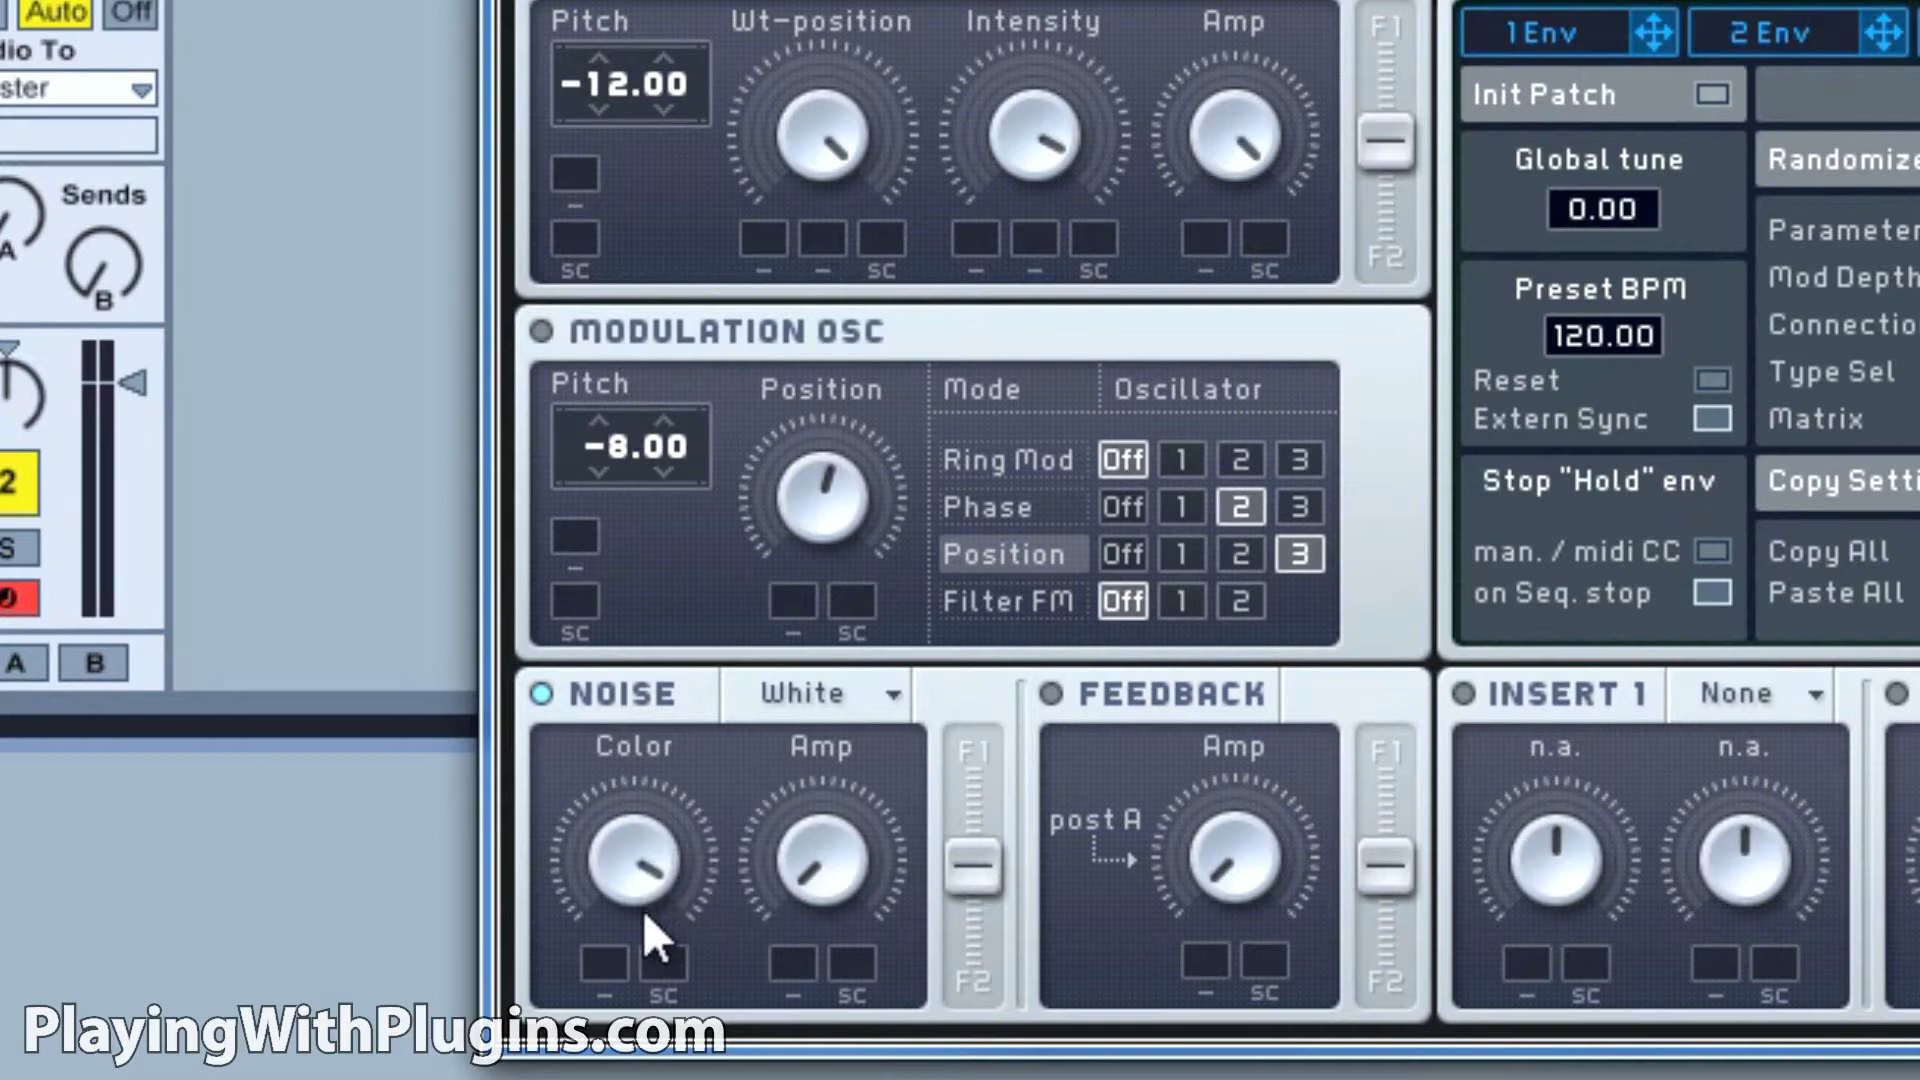 Auto Off
dio To
ster
A
Sends
B
2
S
A B
Pitch Wt-position Intensity Amp F1
-12.00
F2
SC – – SC – – SC – SC
–
MODULATION OSC
Pitch Position Mode Oscillator
-8.00
Ring Mod Off 1 2 3
Phase Off 1 2 3
Position Off 1 2 3
Filter FM Off 1 2
–
SC – SC
NOISE White
Color Amp F1
F2
– SC – SC
FEEDBACK
Amp F1
post A
F2
– SC
1 Env 2 Env
Init Patch
Global tune
0.00
Preset BPM
120.00
Reset
Extern Sync
Stop "Hold" env
man. / midi CC
on Seq. stop
Randomize
Parameter
Mod Depth
Connectio
Type Sel
Matrix
Copy Setti
Copy All
Paste All
INSERT 1 None
n.a. n.a.
– SC – SC
PlayingWithPlugins.com